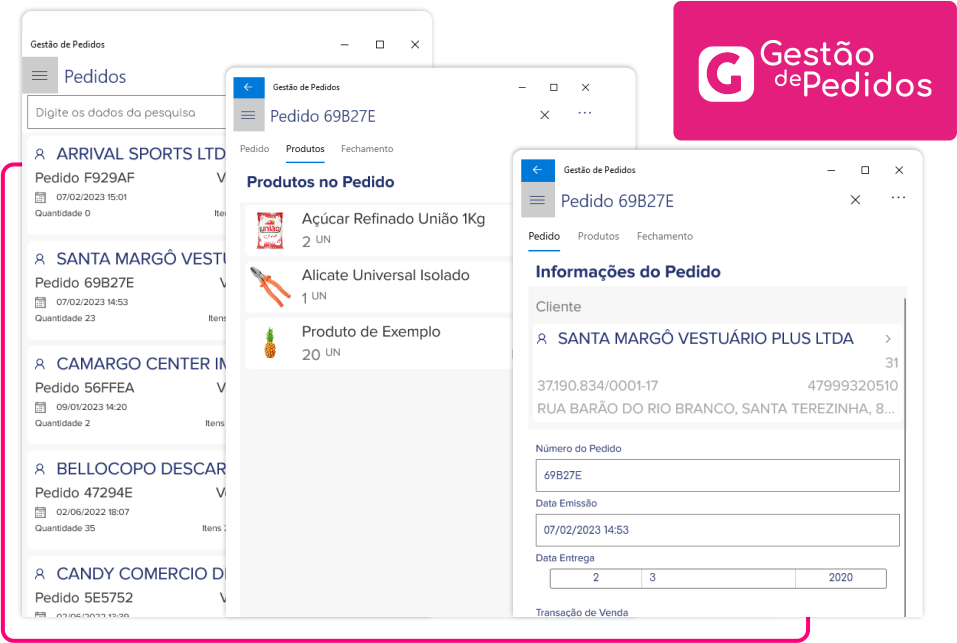 Gestão de Pedidos
Pedidos
Digite os dados da pesquisa
ARRIVAL SPORTS LTD
Pedido F929AF
V
07/02/2023 15:01
Quantidade 0
Iten
SANTA MARGÔ VESTU
Pedido 69B27E
V
07/02/2023 14:53
Quantidade 23
Itens
CAMARGO CENTER IM
Pedido 56FFEA
V
09/01/2023 14:20
Quantidade 2
Itens
BELLOCOPO DESCAR
Pedido 47294E
Ve
02/06/2022 18:07
Quantidade 35
Itens 2
CANDY COMERCIO DI
Pedido 5E5752
V
02/06/2022 13:39
Gestão de Pedidos
Pedido 69B27E
Pedido Produtos Fechamento
Produtos no Pedido
união
Açúcar Refinado União 1Kg
2 UN
Alicate Universal Isolado
1 UN
Produto de Exemplo
20 UN
Gestão de Pedidos
Pedido 69B27E
Pedido Produtos Fechamento
Informações do Pedido
Cliente
SANTA MARGÔ VESTUÁRIO PLUS LTDA
31
37.190.834/0001-17 47999320510
RUA BARÃO DO RIO BRANCO, SANTA TEREZINHA, 8...
Número do Pedido
69B27E
Data Emissão
07/02/2023 14:53
Data Entrega
2 3 2020
Transação de Venda
G
Gestão
dePedidos